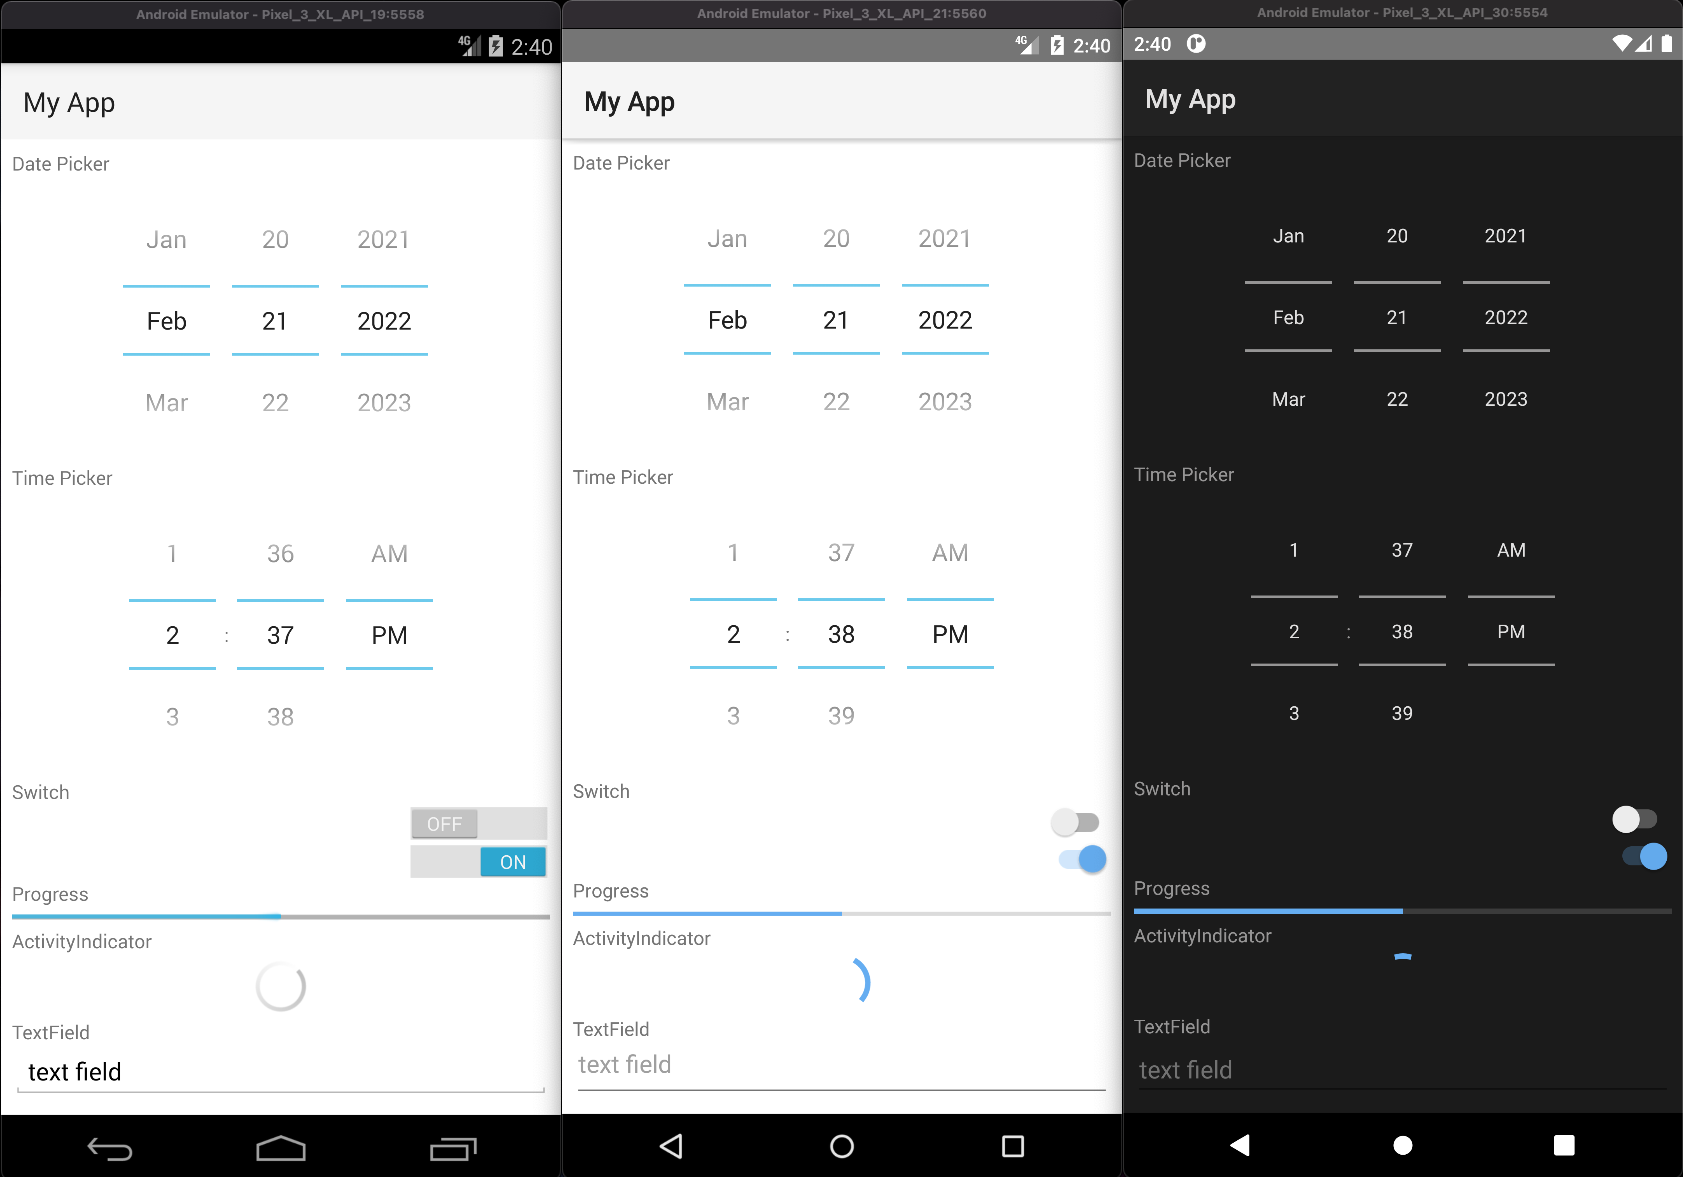 Android Emulator - Pixel_3_XL_API_19:5558
4G 2:40
My App
Date Picker
Jan 20 2021
Feb 21 2022
Mar 22 2023
Time Picker
1 36 AM
2 : 37 PM
3 38
Switch
OFF
ON
Progress
ActivityIndicator
TextField
text field
Android Emulator - Pixel_3_XL_API_21:5560
4G 2:40
My App
Date Picker
Jan 20 2021
Feb 21 2022
Mar 22 2023
Time Picker
1 37 AM
2 : 38 PM
3 39
Switch
Progress
ActivityIndicator
TextField
text field
Android Emulator - Pixel_3_XL_API_30:5554
2:40
My App
Date Picker
Jan 20 2021
Feb 21 2022
Mar 22 2023
Time Picker
1 37 AM
2 : 38 PM
3 39
Switch
Progress
ActivityIndicator
TextField
text field